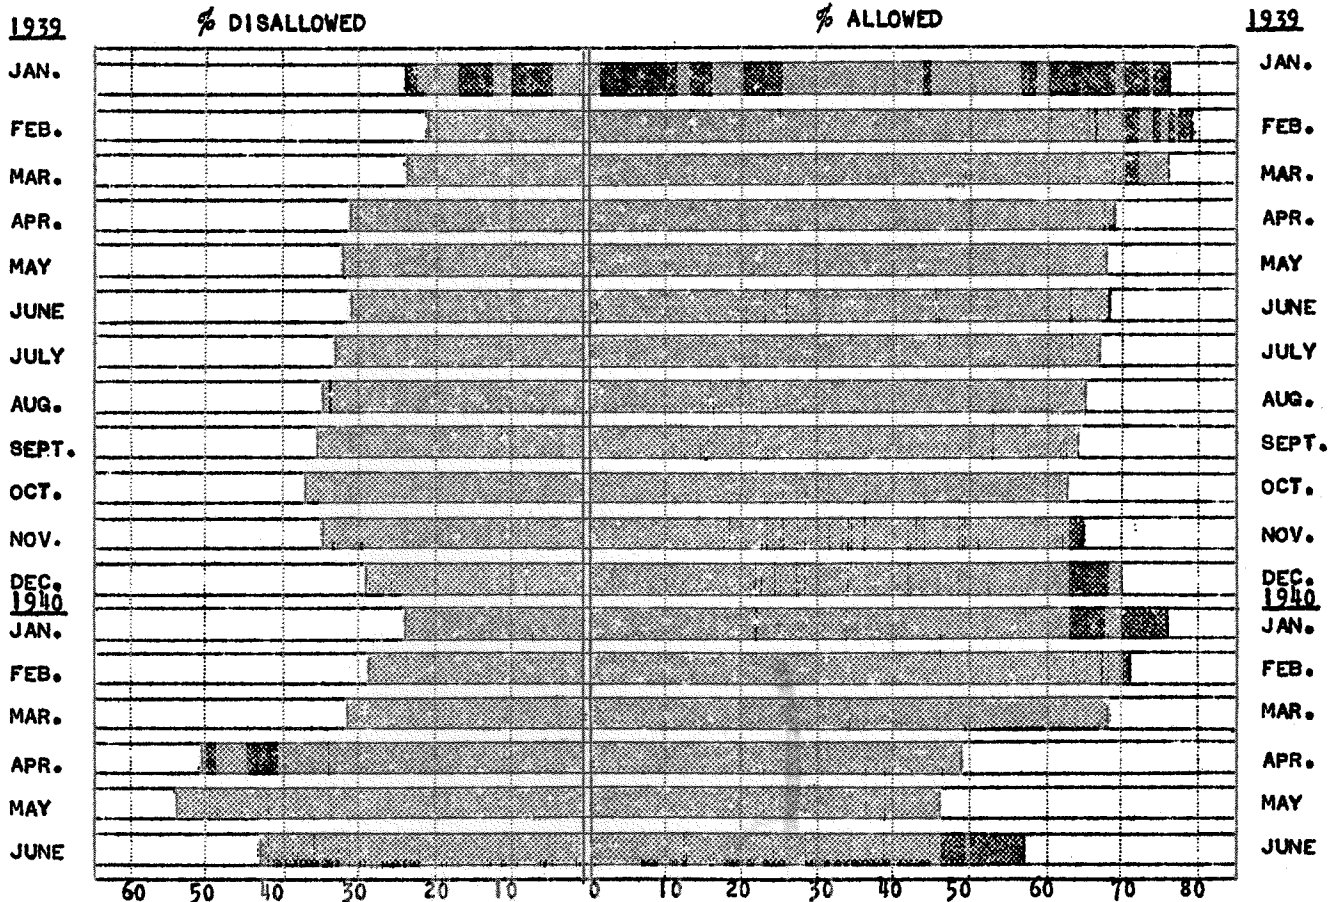 % DISALLOWED % ALLOWED
1939 1939
JAN. JAN.
FEB. FEB.
MAR. MAR.
APR. APR.
MAY MAY
JUNE JUNE
JULY JULY
AUG. AUG.
SEPT. SEPT.
OCT. OCT.
NOV. NOV.
DEC. DEC.
1940 1940
JAN. JAN.
FEB. FEB.
MAR. MAR.
APR. APR.
MAY MAY
JUNE JUNE
60 50 40 30 20 10 0 10 20 30 40 50 60 70 80